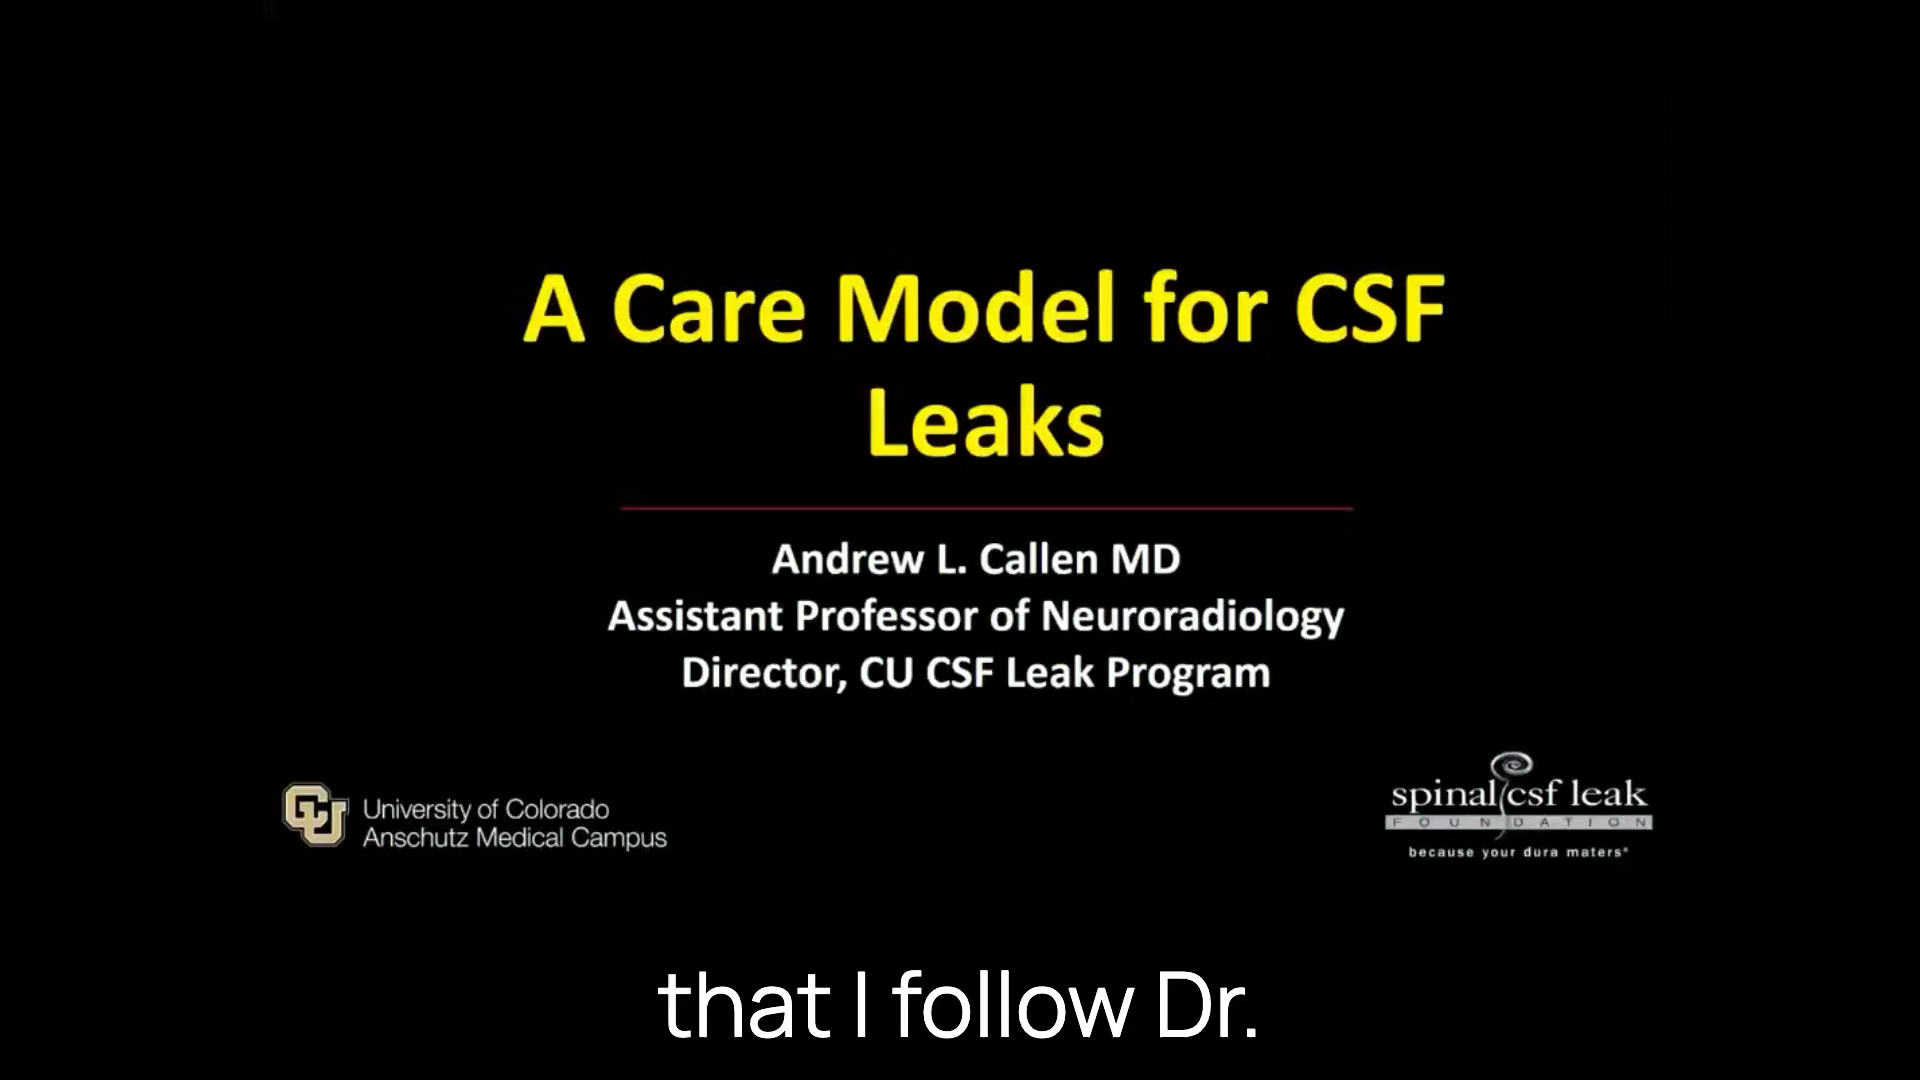 A Care Model for CSF
Leaks
Andrew L. Callen MD
Assistant Professor of Neuroradiology
Director, CU CSF Leak Program
CU
University of Colorado
Anschutz Medical Campus
spinal csf leak
FOUNDATION
because your dura maters®
that I follow Dr.